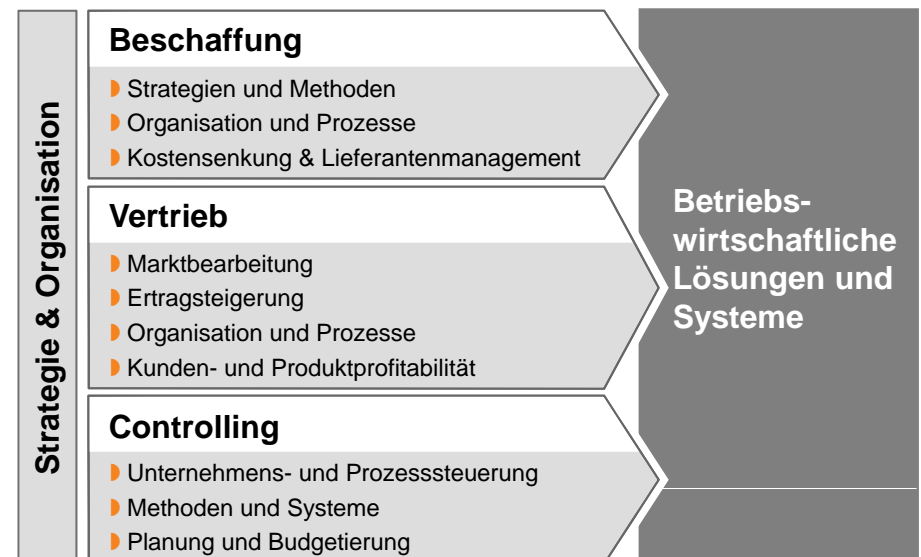 Strategie & Organisation
Beschaffung
Strategien und Methoden
Organisation und Prozesse
Kostensenkung & Lieferantenmanagement
Vertrieb
Marktbearbeitung
Ertragsteigerung
Organisation und Prozesse
Kunden- und Produktprofitabilität
Controlling
Unternehmens- und Prozesssteuerung
Methoden und Systeme
Planung und Budgetierung
Betriebs-
wirtschaftliche
Lösungen und
Systeme